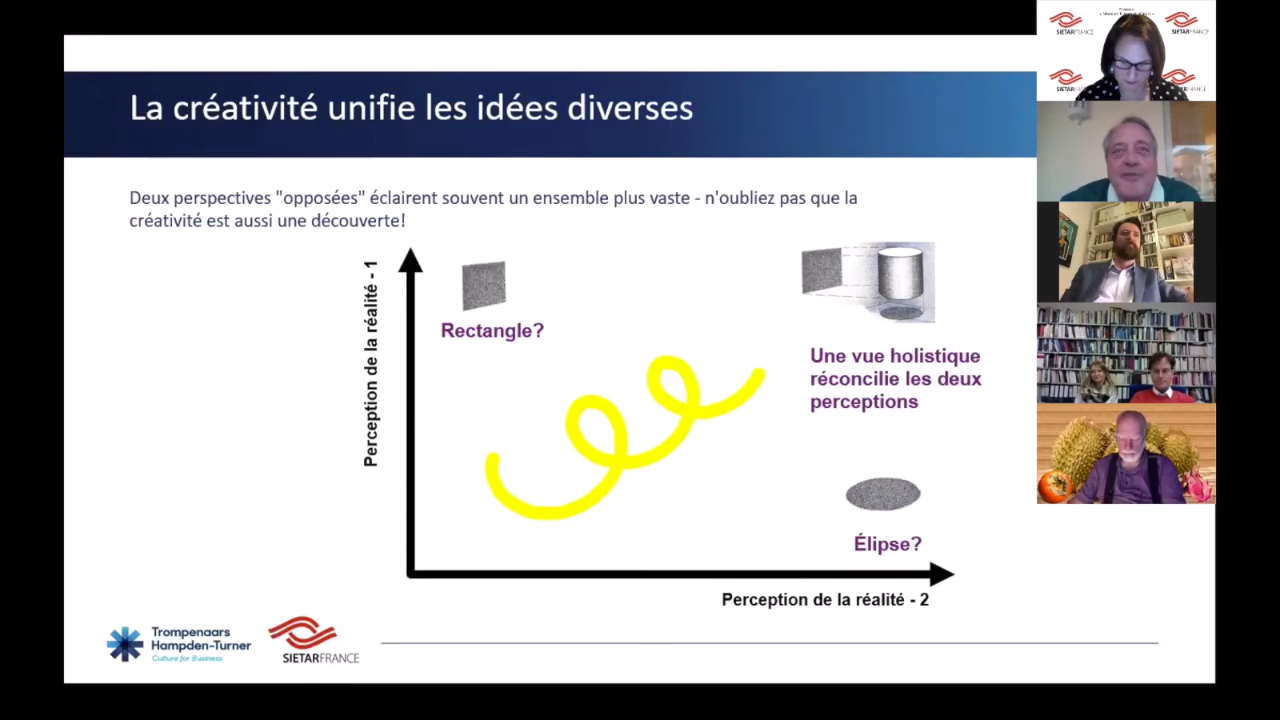 La créativité unifie les idées diverses
Deux perspectives "opposées" éclairent souvent un ensemble plus vaste - n'oubliez pas que la
créativité est aussi une découverte!
Perception de la réalité - 1
Rectangle?
Une vue holistique
réconcilie les deux
perceptions
Élipse?
Perception de la réalité - 2
Trompenaars
Hampden-Turner
Culture for Business
SIETARFRANCE
SIETARFRANCE
SIETARFRANCE